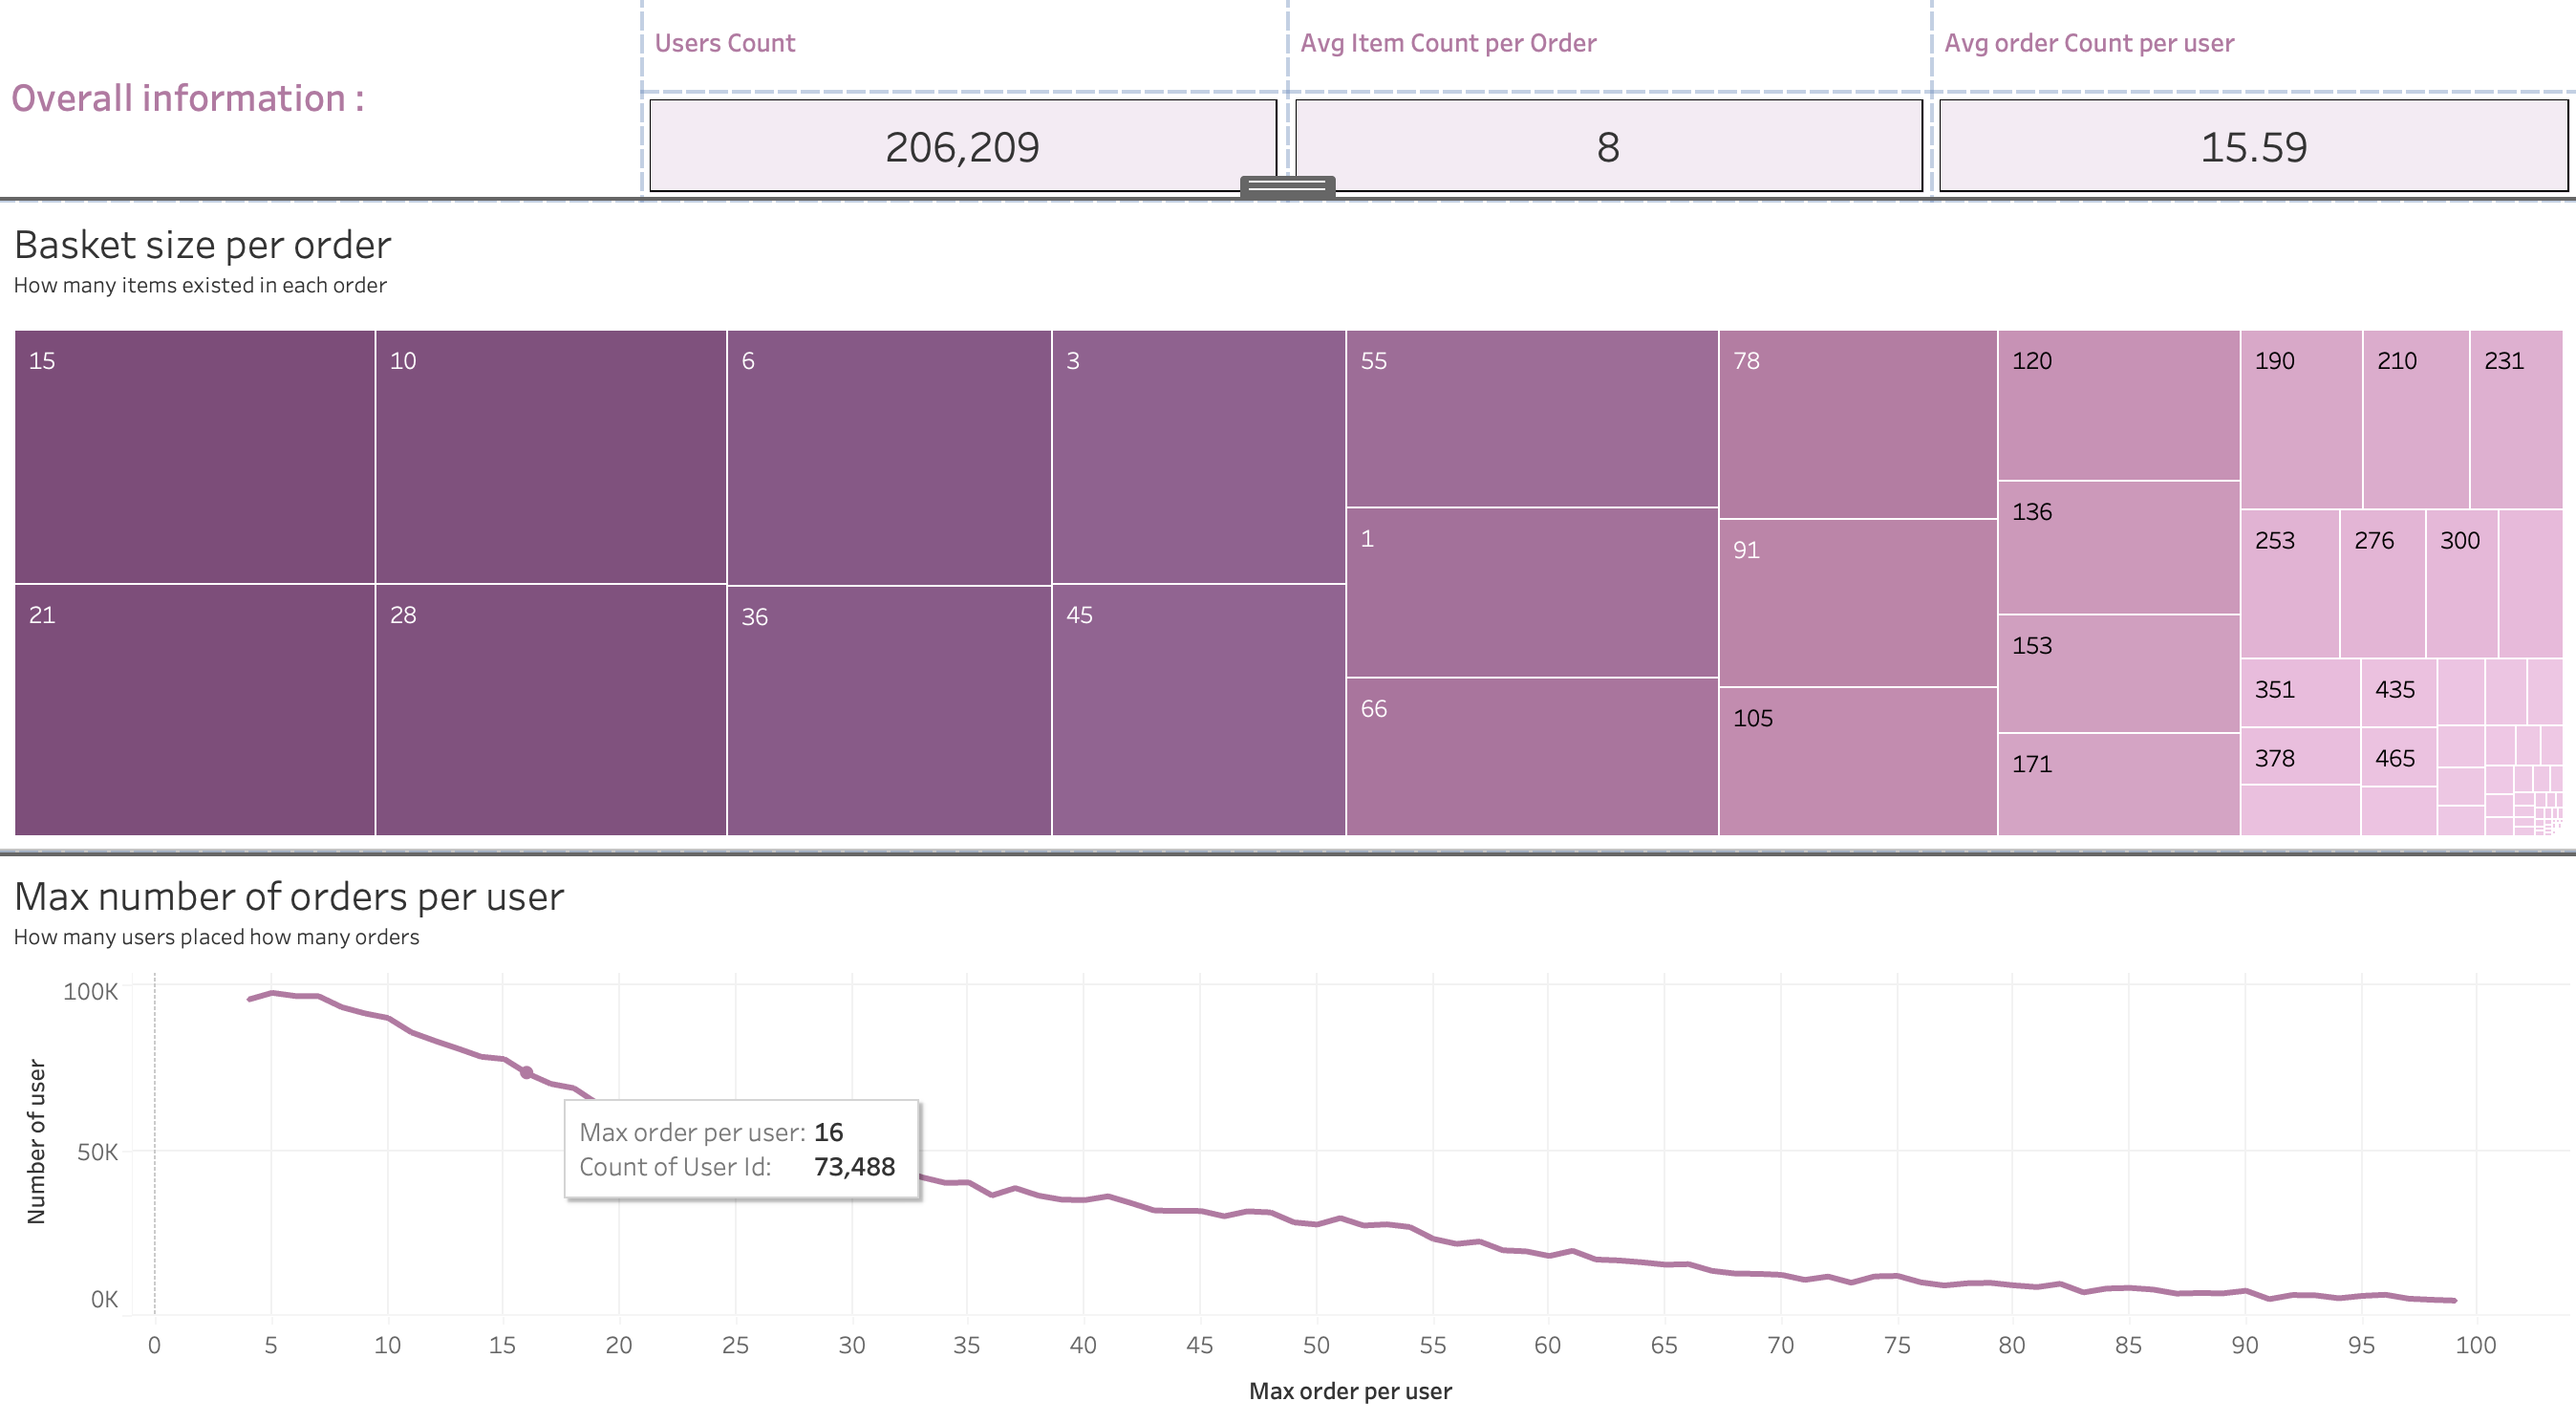 Users Count
Avg Item Count per Order
Avg order Count per user
Overall information :
206,209
8
15.59
Basket size per order
How many items existed in each order
15
10
6
3
55
78
120
190
210
231
136
1
253
276
300
91
21
28
36
45
153
351
435
66
105
171
378
465
Max number of orders per user
How many users placed how many orders
100K
50K
0K
Number of user
Max order per user: 16
Count of User Id: 73,488
0 5 10 15 20 25 30 35 40 45 50 55 60 65 70 75 80 85 90 95 100
Max order per user